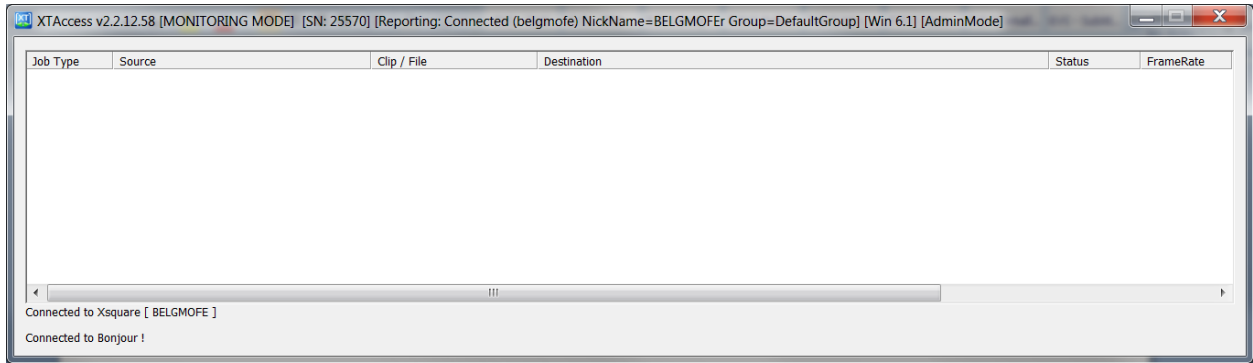 XTAccess v2.2.12.58 [MONITORING MODE] [SN: 25570] [Reporting: Connected (belgmofe) NickName=BELGMOFEr Group=DefaultGroup] [Win 6.1] [AdminMode]
Job Type Source Clip / File Destination Status FrameRate
Connected to Xsquare [ BELGMOFE ]
Connected to Bonjour !